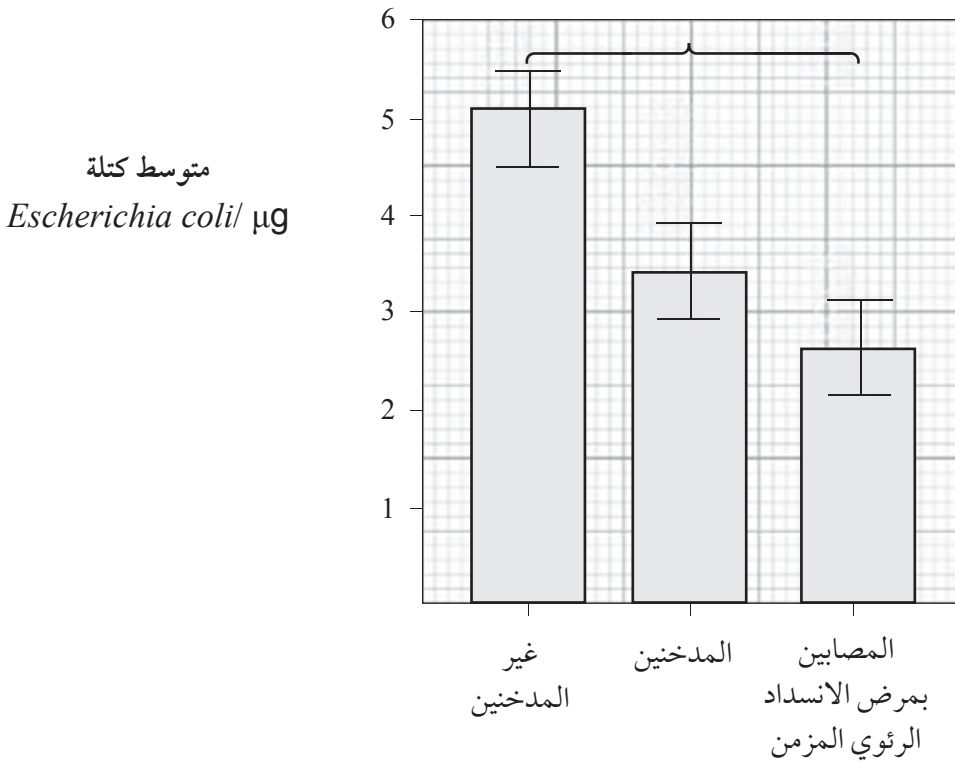 6
5
4
3
2
1
متوسط كتلة
Escherichia coli/ μg
غير
المدخنين
المدخنين
المصابين
بمرض الانسداد
الرئوي المزمن